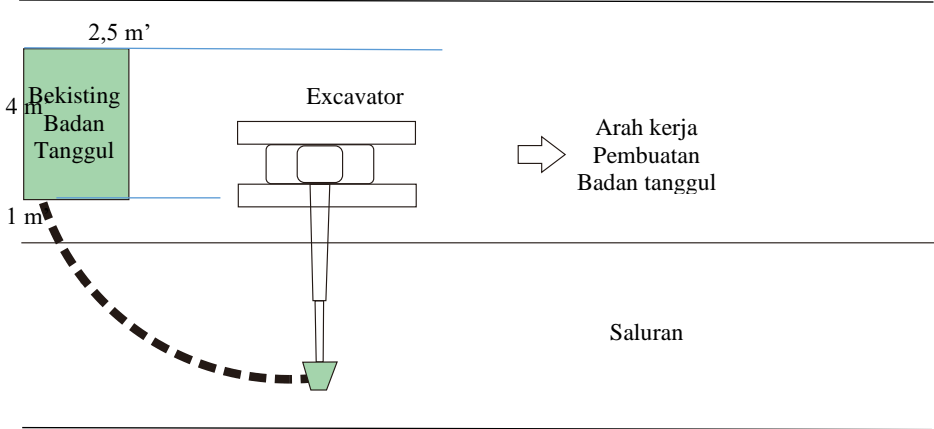 2,5 m’
Bekisting
Badan
Tanggul
4 m’
1 m’
Excavator
Arah kerja
Pembuatan
Badan tanggul
Saluran